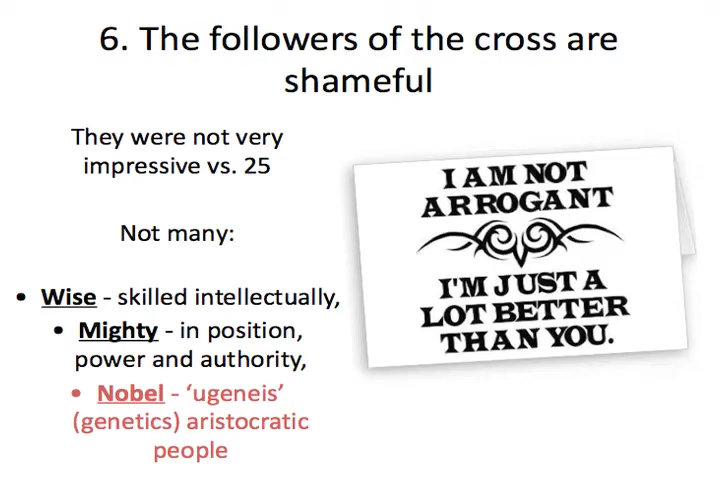 6. The followers of the cross are
shameful
They were not very
impressive vs. 25
Not many:
• Wise - skilled intellectually,
• Mighty - in position,
power and authority,
• Nobel - ‘ugeneis’
(genetics) aristocratic
people
I AM NOT
ARROGANT
I'M JUST A
LOT BETTER
THAN YOU.